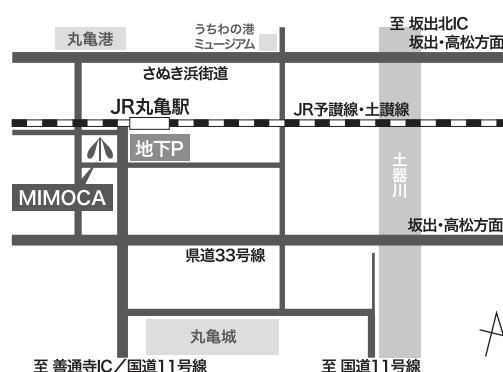 至 坂出北IC
坂出・高松方面
丸亀港
うちわの港
ミュージアム
さぬき浜街道
JR丸亀駅
JR予讃線・土讃線
地下P
土器川
MIMOCA
坂出・高松方面
県道33号線
丸亀城
至 善通寺IC／国道11号線
至 国道11号線